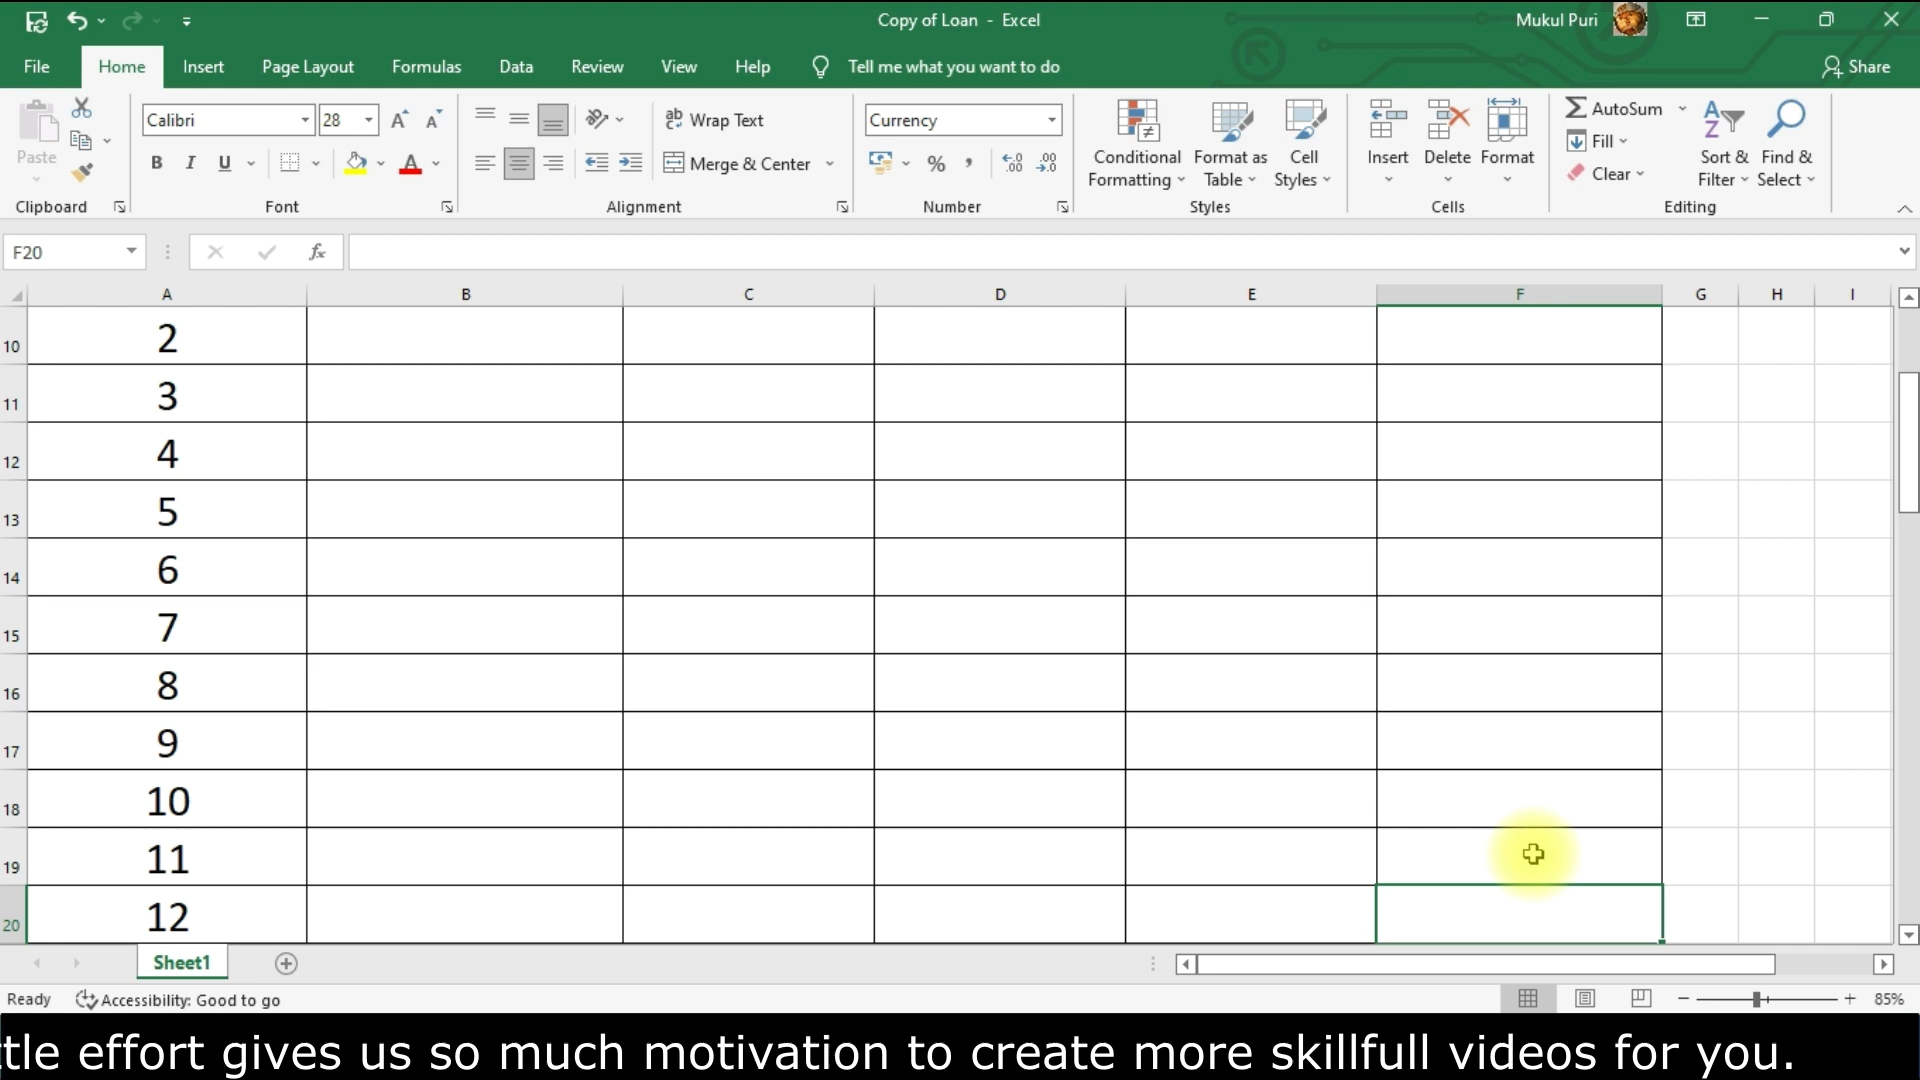 Copy of Loan - Excel
Mukul Puri
File Home Insert Page Layout Formulas Data Review View Help Tell me what you want to do Share
Paste
Clipboard
Calibri 28
B I U
Font
ab Wrap Text
Merge & Center
Alignment
Currency
% , .00 .00
Number
Conditional Formatting
Format as Table
Cell Styles
Styles
Insert Delete Format
Cells
AutoSum
Fill
Clear
Sort & Filter
Find & Select
Editing
F20 fx
A B C D E F G H I
10 2
11 3
12 4
13 5
14 6
15 7
16 8
17 9
18 10
19 11
20 12
Sheet1
Ready Accessibility: Good to go 85%
effort gives us so much motivation to create more skillfull videos for you.